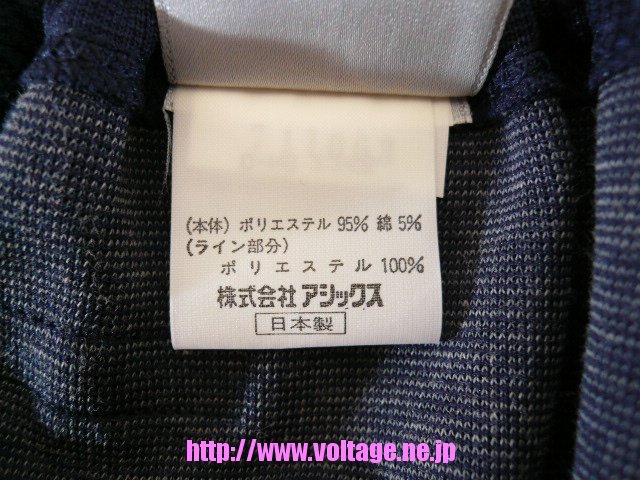 (本体) ポリエステル 95% 綿 5%
(ライン部分)
ポリエステル 100%
株式会社 アシックス
日本製
http://www.voltage.ne.jp